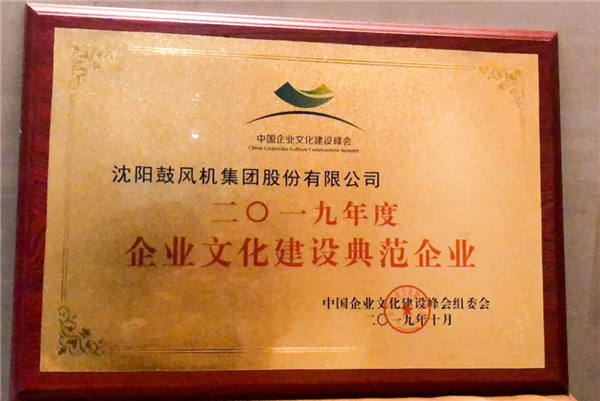 中国企业文化建设峰会
China Corporate Culture Construction Summit
沈阳鼓风机集团股份有限公司
二〇一九年度
企业文化建设典范企业
中国企业文化建设峰会组委会
二〇一九年十月